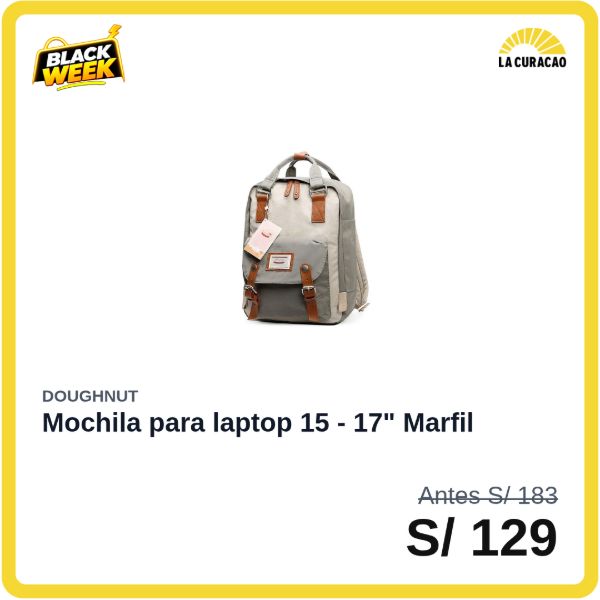 BLACK
WEEK
LA CURACAO
DOUGHNUT
Mochila para laptop 15 - 17" Marfil
Antes S/ 183
S/ 129